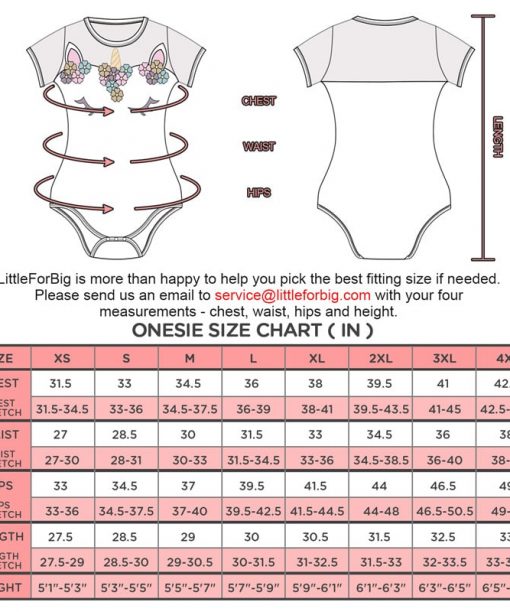 CHEST
WAIST
HIPS
LENGTH
LittleForBig is more than happy to help you pick the best fitting size if needed.
Please send us an email to service@littleforbig.com with your four
measurements - chest, waist, hips and height.
ONESIE SIZE CHART ( IN )
ZE XS S M L XL 2XL 3XL 4X
EST 31.5 33 34.5 36 38 39.5 41 42.
EST
ETCH 31.5-34.5 33-36 34.5-37.5 36-39 38-41 39.5-43.5 41-45 42.5-
IST 27 28.5 30 31.5 33 34.5 36 38
IST
ETCH 27-30 28-31 30-33 31.5-34.5 33-36 34.5-38.5 36-40 38-
PS 33 34.5 37 39.5 41.5 44 46.5 49
PS
ETCH 33-36 34.5-37.5 37-40 39.5-42.5 41.5-44.5 44-48 46.5-50.5 49-
NGTH 27.5 28.5 29 30 30.5 31.5 32.5 33
NGTH
ETCH 27.5-29 28.5-30 29-30.5 30-31.5 31-32.5 31.5-33 32-33.5 33-3
IGHT 5'1"-5'3" 5'3"-5'5" 5'5"-5'7" 5'7"-5'9" 5'9"-6'1" 6'1"-6'3" 6'3"-6'5" 6'5"-